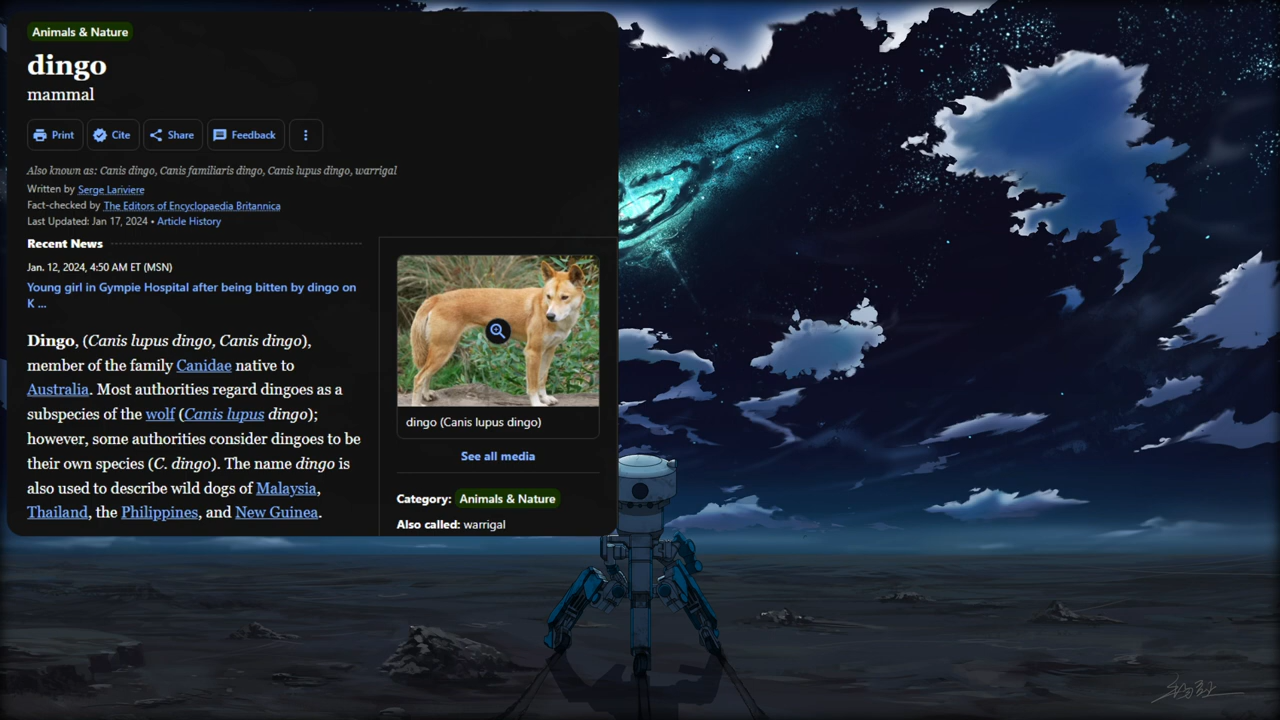 Animals & Nature
dingo
mammal
Print Cite Share Feedback
Also known as: Canis dingo, Canis familiaris dingo, Canis lupus dingo, warrigal
Written by Serge Lariviere
Fact-checked by The Editors of Encyclopaedia Britannica
Last Updated: Jan 17, 2024 • Article History
Recent News
Jan. 12, 2024, 4:50 AM ET (MSN)
Young girl in Gympie Hospital after being bitten by dingo on
K ...
Dingo, (Canis lupus dingo, Canis dingo),
member of the family Canidae native to
Australia. Most authorities regard dingoes as a
subspecies of the wolf (Canis lupus dingo);
however, some authorities consider dingoes to be
their own species (C. dingo). The name dingo is
also used to describe wild dogs of Malaysia,
Thailand, the Philippines, and New Guinea.
dingo (Canis lupus dingo)
See all media
Category: Animals & Nature
Also called: warrigal